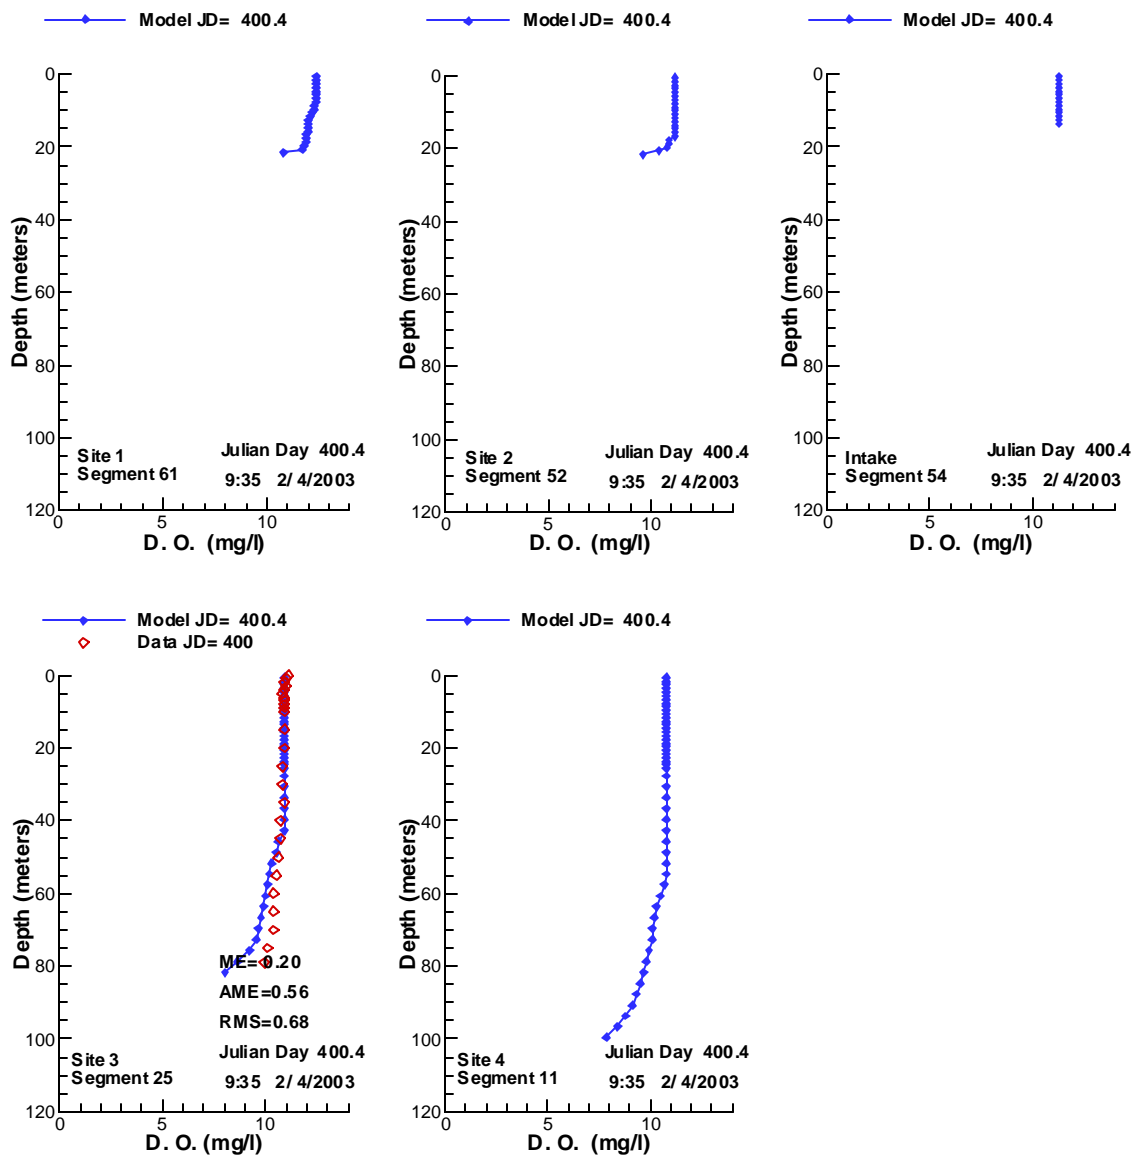 Model JD= 400.4
0
20
40
60
80
100
120
Depth (meters)
Site 1
Segment 61
Julian Day 400.4
9:35 2/ 4/2003
0 5 10
D. O. (mg/l)
Model JD= 400.4
0
20
40
60
80
100
120
Depth (meters)
Site 2
Segment 52
Julian Day 400.4
9:35 2/ 4/2003
0 5 10
D. O. (mg/l)
Model JD= 400.4
0
20
40
60
80
100
120
Depth (meters)
Intake
Segment 54
Julian Day 400.4
9:35 2/ 4/2003
0 5 10
D. O. (mg/l)
Model JD= 400.4
Data JD= 400
0
20
40
60
80
100
120
Depth (meters)
AME=0.56
RMS=0.68
Site 3
Segment 25
Julian Day 400.4
9:35 2/ 4/2003
0 5 10
D. O. (mg/l)
Model JD= 400.4
0
20
40
60
80
100
120
Depth (meters)
Site 4
Segment 11
Julian Day 400.4
9:35 2/ 4/2003
0 5 10
D. O. (mg/l)